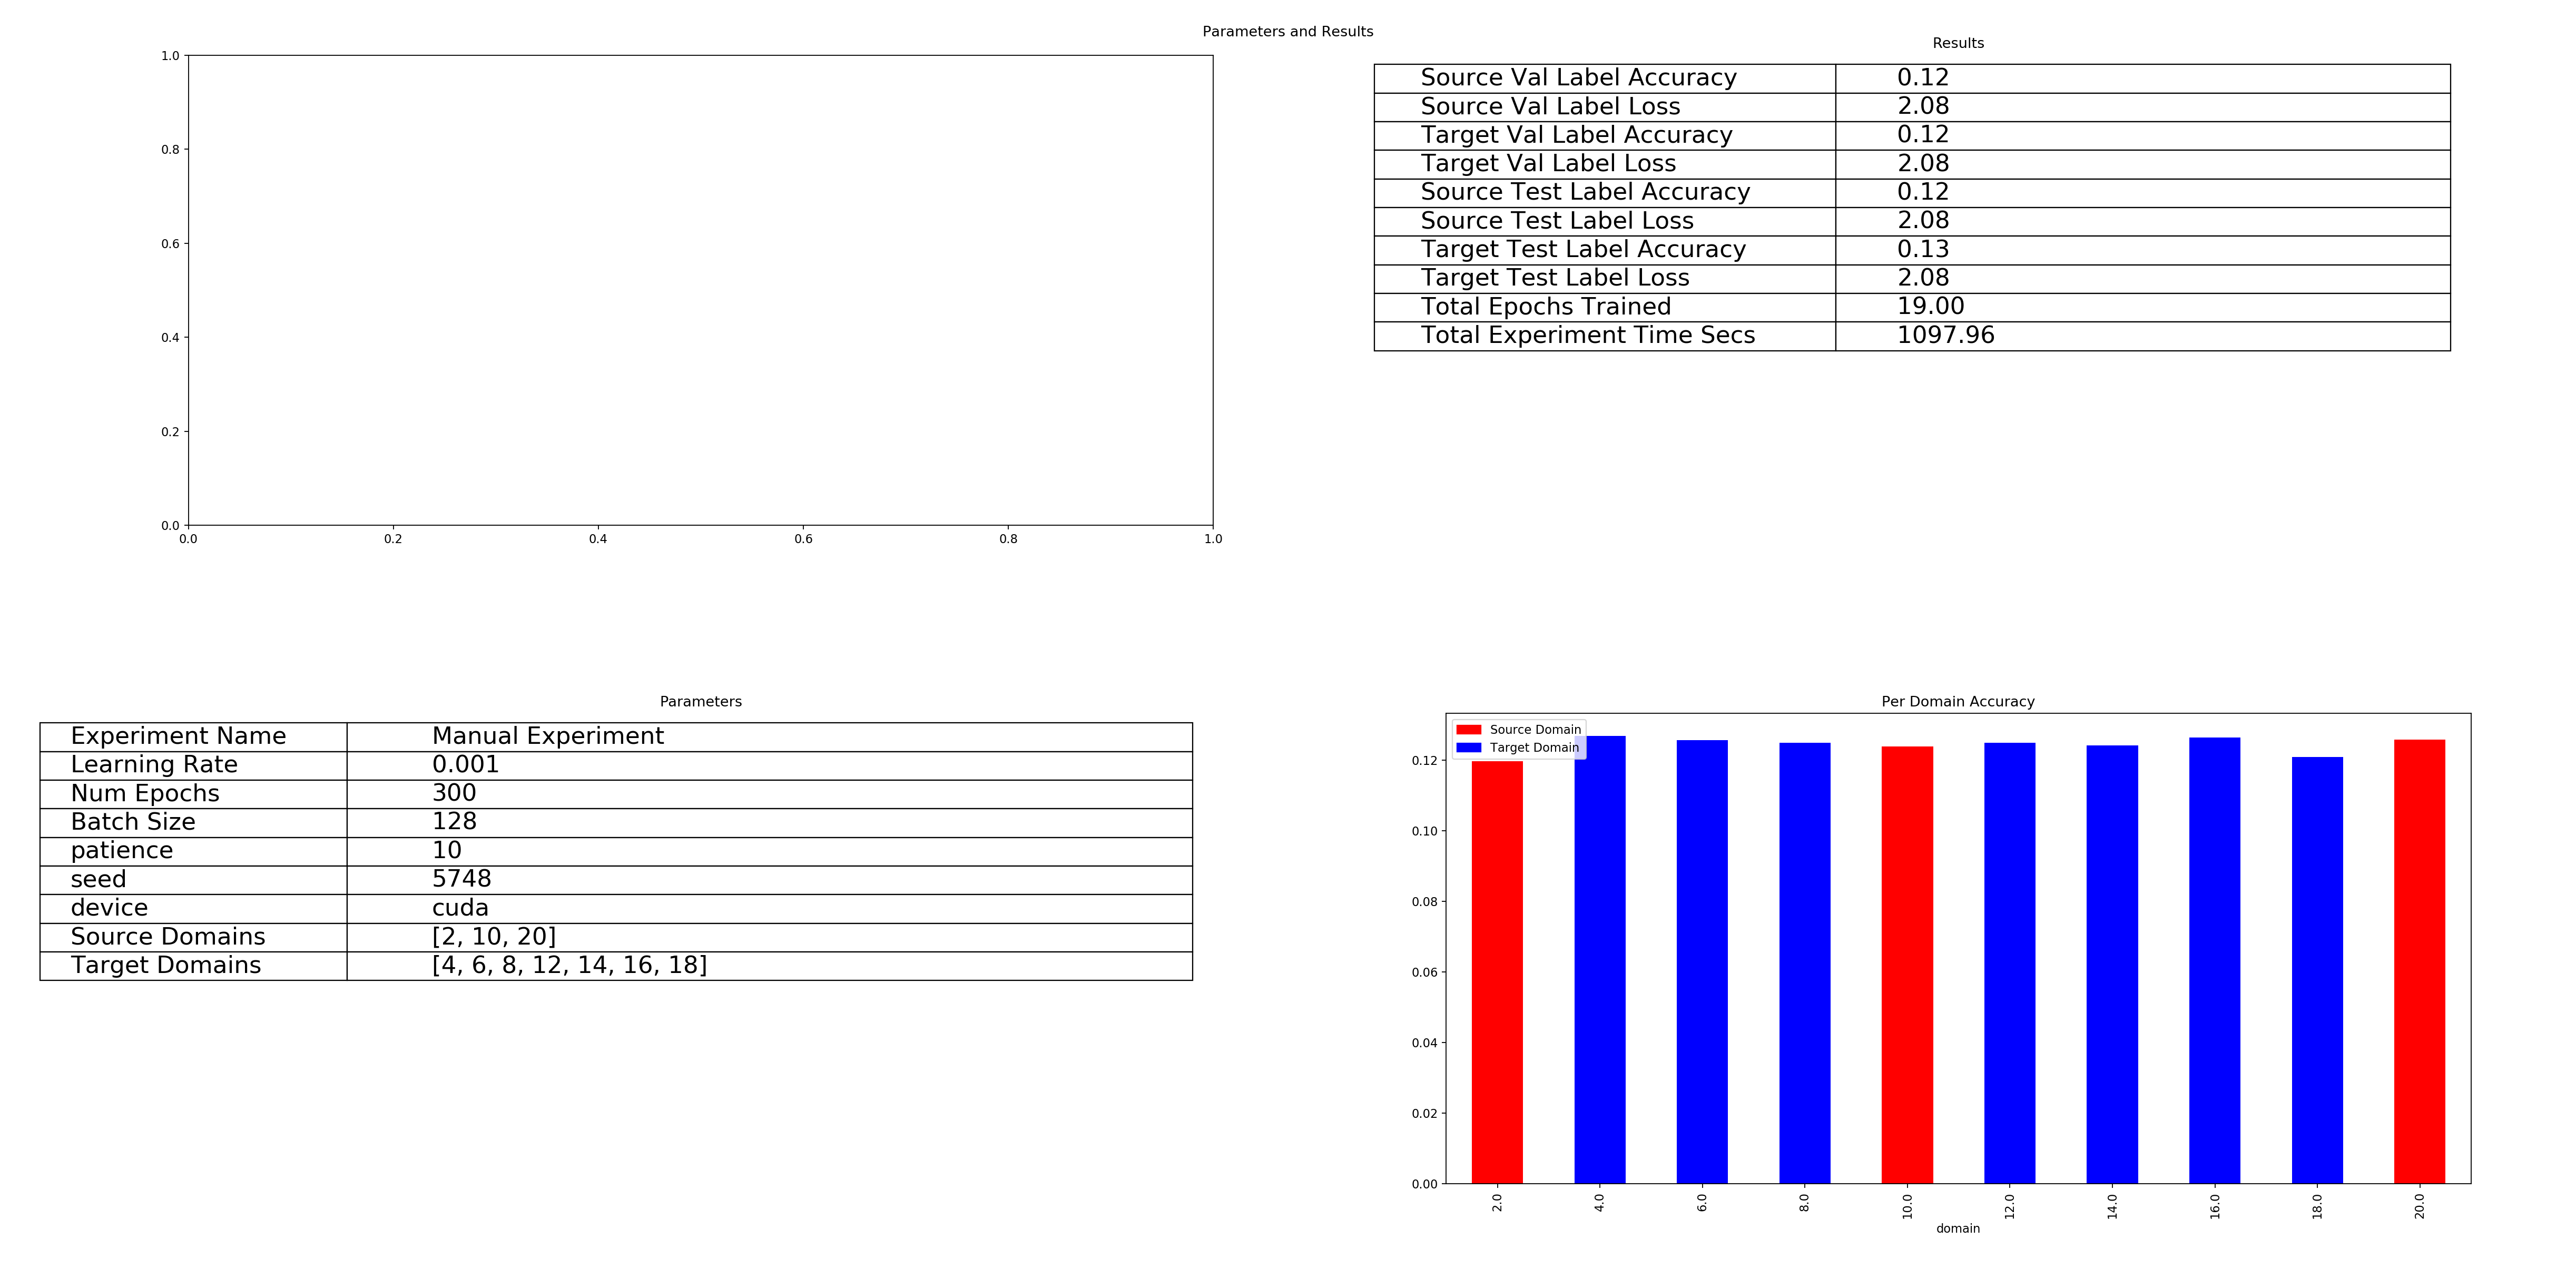 Parameters and Results
1.0
0.8
0.6
0.4
0.2
0.0
0.0 0.2 0.4 0.6 0.8 1.0
Results
Source Val Label Accuracy 0.12
Source Val Label Loss 2.08
Target Val Label Accuracy 0.12
Target Val Label Loss 2.08
Source Test Label Accuracy 0.12
Source Test Label Loss 2.08
Target Test Label Accuracy 0.13
Target Test Label Loss 2.08
Total Epochs Trained 19.00
Total Experiment Time Secs 1097.96
Parameters
Experiment Name Manual Experiment
Learning Rate 0.001
Num Epochs 300
Batch Size 128
patience 10
seed 5748
device cuda
Source Domains [2, 10, 20]
Target Domains [4, 6, 8, 12, 14, 16, 18]
Per Domain Accuracy
Source Domain
Target Domain
0.12
0.10
0.08
0.06
0.04
0.02
0.00
2.0 4.0 6.0 8.0 10.0 12.0 14.0 16.0 18.0 20.0
domain